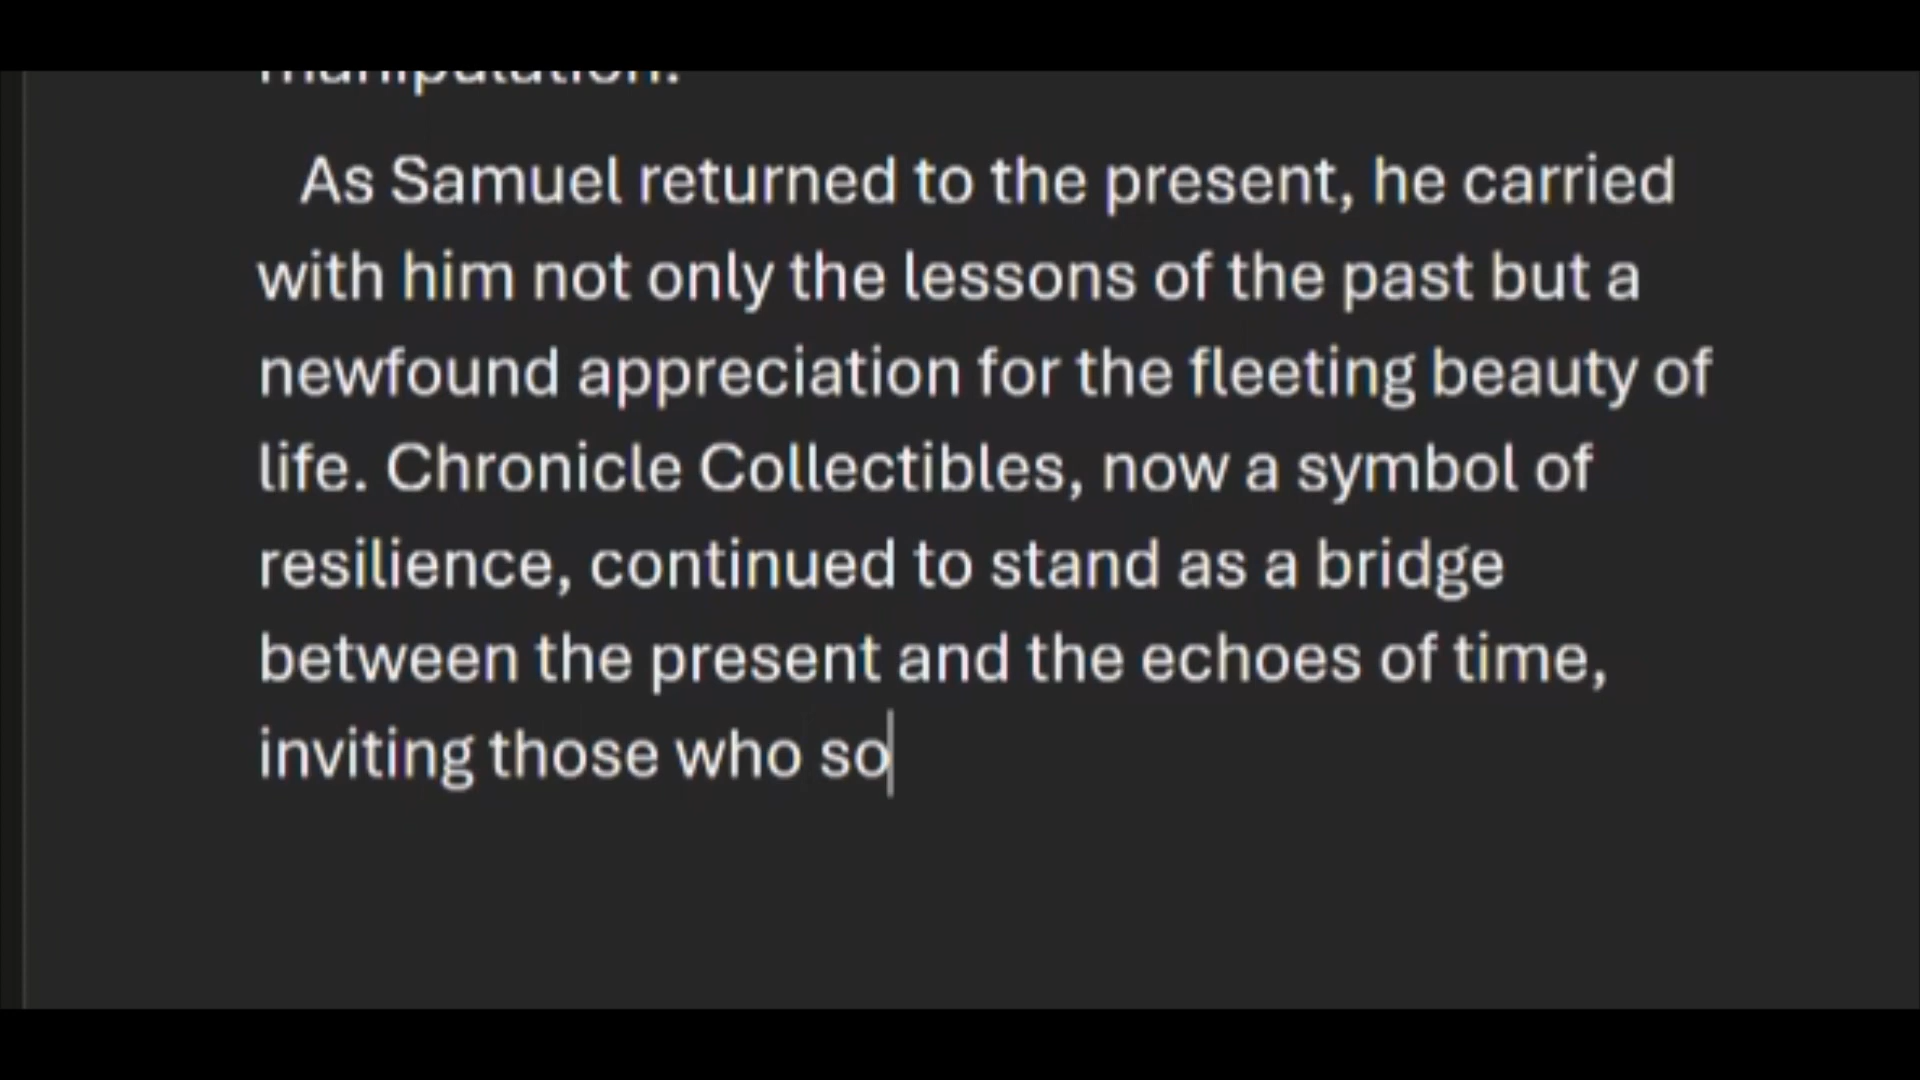 manipulation.
As Samuel returned to the present, he carried
with him not only the lessons of the past but a
newfound appreciation for the fleeting beauty of
life. Chronicle Collectibles, now a symbol of
resilience, continued to stand as a bridge
between the present and the echoes of time,
inviting those who so